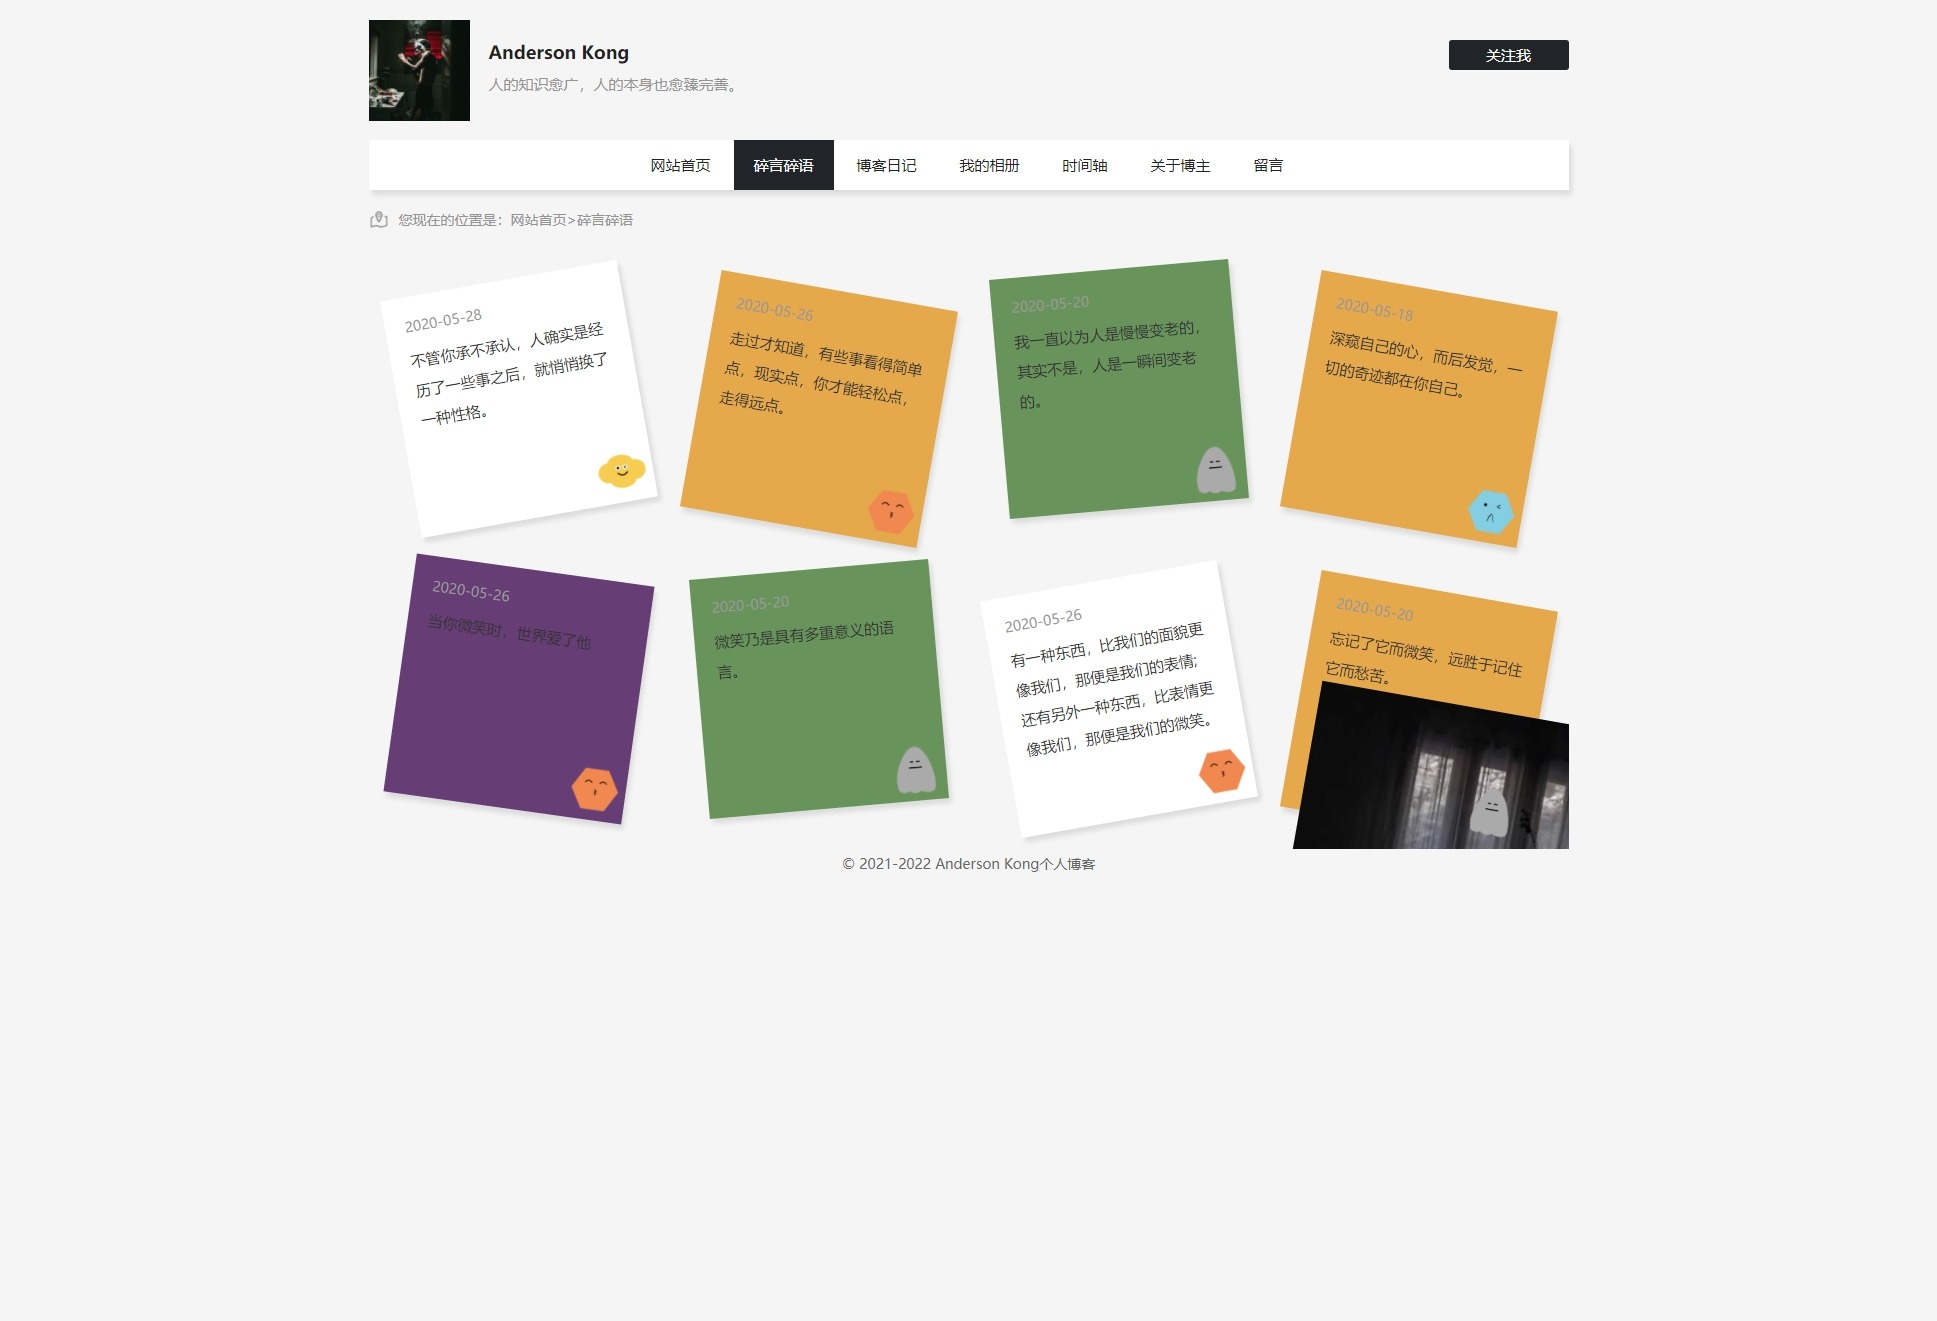 Anderson Kong
人的知识愈广，人的本身也愈臻完善。
关注我
网站首页 碎言碎语 博客日记 我的相册 时间轴 关于博主 留言
您现在的位置是：网站首页>碎言碎语
2020-05-28
不管你承不承认，人确实是经
历了一些事之后，就悄悄换了
一种性格。
2020-05-26
走过才知道，有些事看得简单
点，现实点，你才能轻松点，
走得远点。
2020-05-20
我一直以为人是慢慢变老的，
其实不是，人是一瞬间变老
的。
2020-05-18
深窥自己的心，而后发觉，一
切的奇迹都在你自己。
2020-05-26
当你微笑时，世界爱了他
2020-05-20
微笑乃是具有多重意义的语
言。
2020-05-26
有一种东西，比我们的面貌更
像我们，那便是我们的表情;
还有另外一种东西，比表情更
像我们，那便是我们的微笑。
2020-05-20
忘记了它而微笑，远胜于记住
它而愁苦。
© 2021-2022 Anderson Kong个人博客